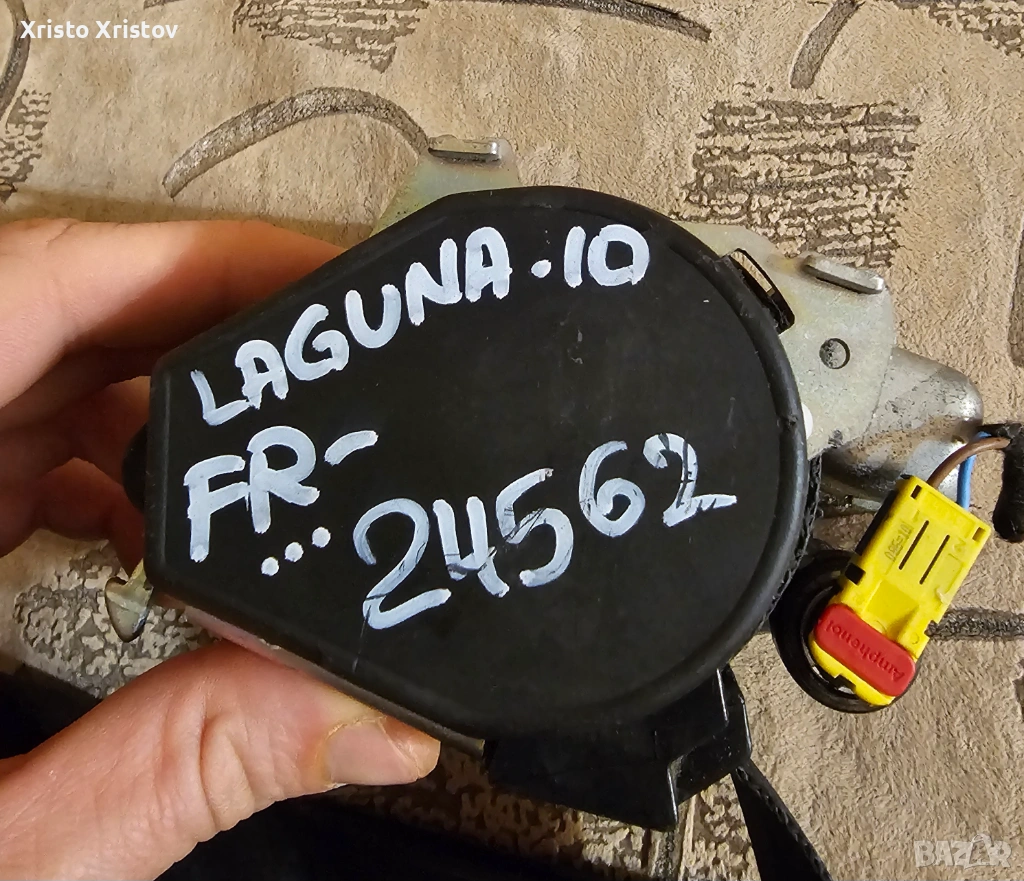 Xristo Xristov
LAGUNA.10
FR-
... 24562
Amphenol
BAZAR